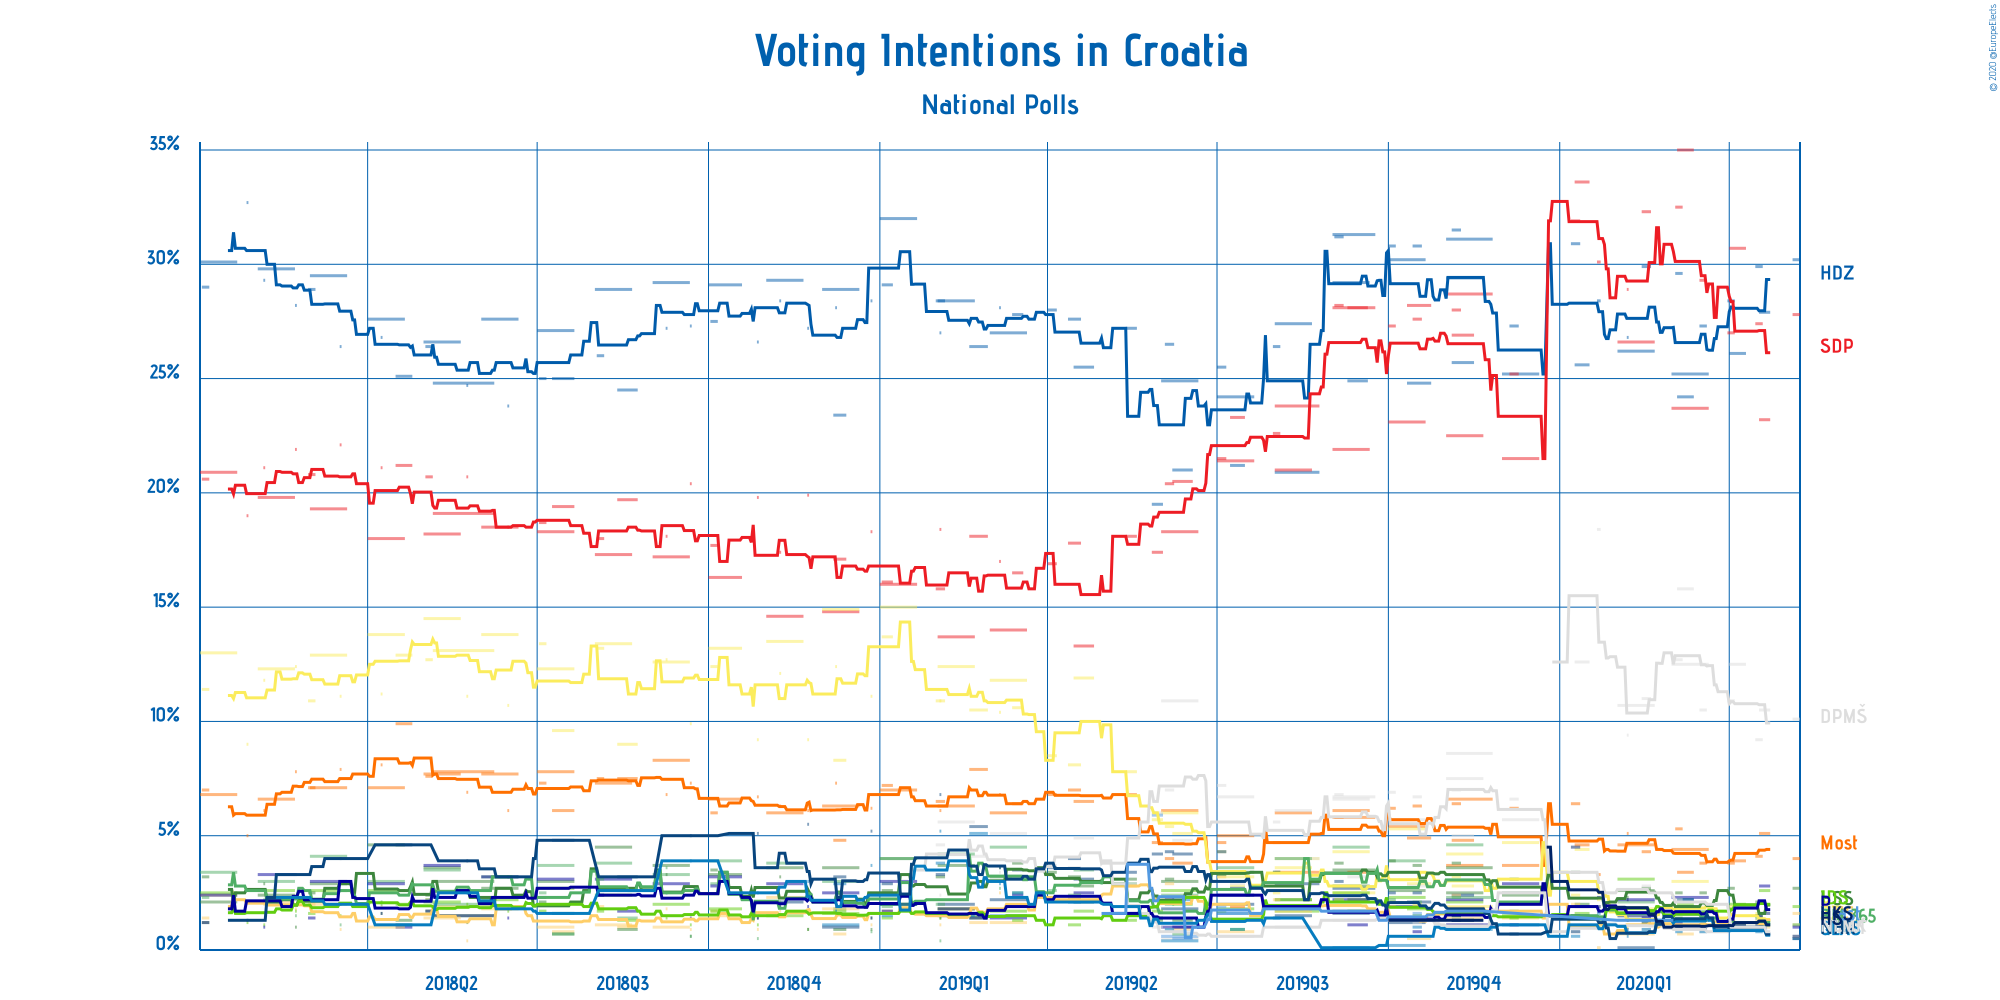 Voting Intentions in Croatia
National Polls
© 2020 @EuropeElects
35%
30%
25%
20%
15%
10%
5%
0%
HDZ
SDP
DPMŠ
Most
2018Q2
2018Q3
2018Q4
2019Q1
2019Q2
2019Q3
2019Q4
2020Q1